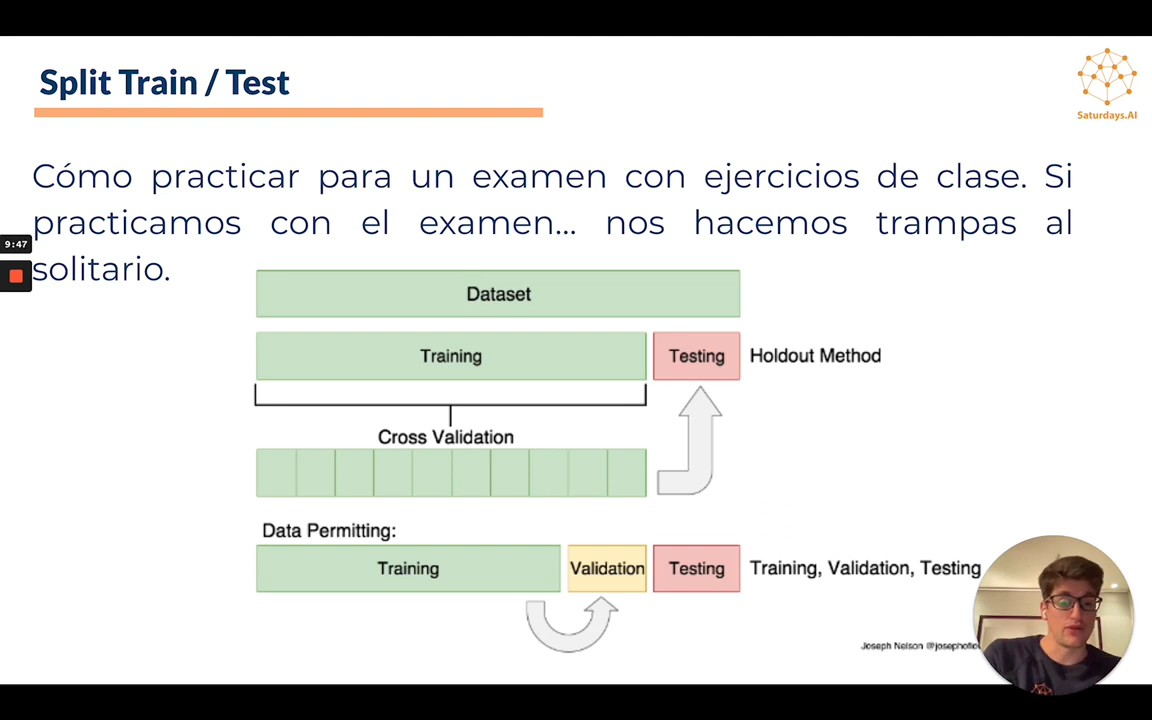 Split Train / Test
Saturdays.AI
Cómo practicar para un examen con ejercicios de clase. Si
practicamos con el examen... nos hacemos trampas al
solitario.
9:47
Dataset
Training
Testing
Holdout Method
Cross Validation
Data Permitting:
Training
Validation
Testing
Training, Validation, Testing
Joseph Nelson